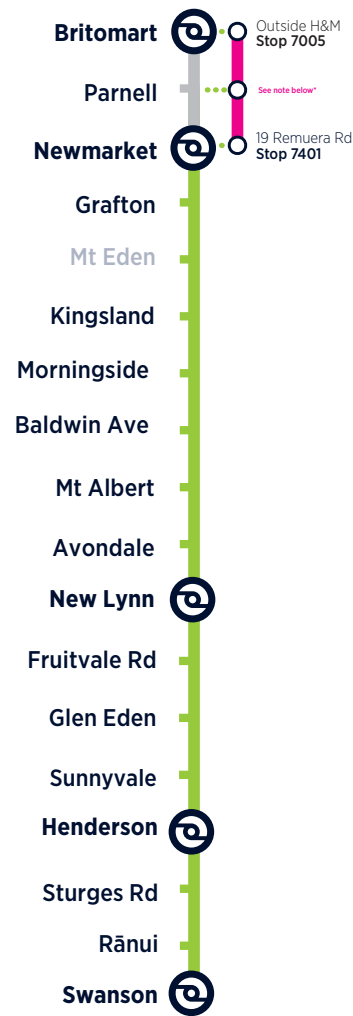 Britomart
Outside H&M
Stop 7005
Parnell
See note below*
Newmarket
19 Remuera Rd
Stop 7401
Grafton
Mt Eden
Kingsland
Morningside
Baldwin Ave
Mt Albert
Avondale
New Lynn
Fruitvale Rd
Glen Eden
Sunnyvale
Henderson
Sturges Rd
Rānui
Swanson